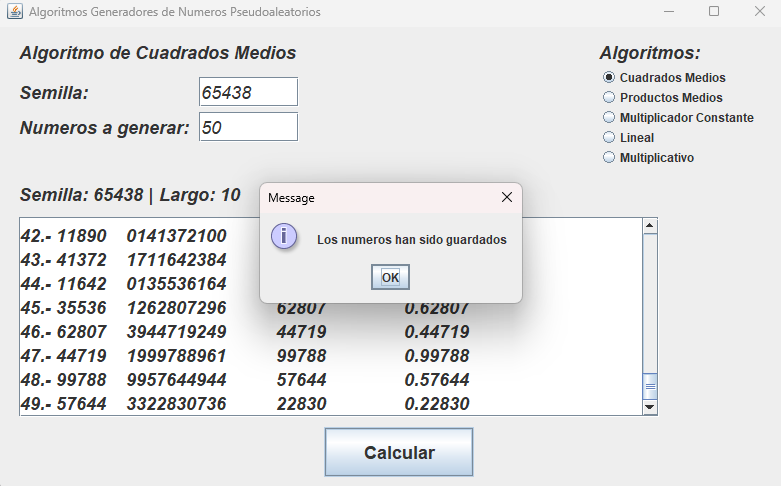 Algoritmos Generadores de Numeros Pseudoaleatorios
Algoritmo de Cuadrados Medios
Algoritmos:
Semilla: 65438
Numeros a generar: 50
Cuadrados Medios
Productos Medios
Multiplicador Constante
Lineal
Multiplicativo
Semilla: 65438 | Largo: 10
Message
Los numeros han sido guardados
OK
42.- 11890 0141372100
43.- 41372 1711642384
44.- 11642 0135536164
45.- 35536 1262807296 62807 0.62807
46.- 62807 3944719249 44719 0.44719
47.- 44719 1999788961 99788 0.99788
48.- 99788 9957644944 57644 0.57644
49.- 57644 3322830736 22830 0.22830
Calcular